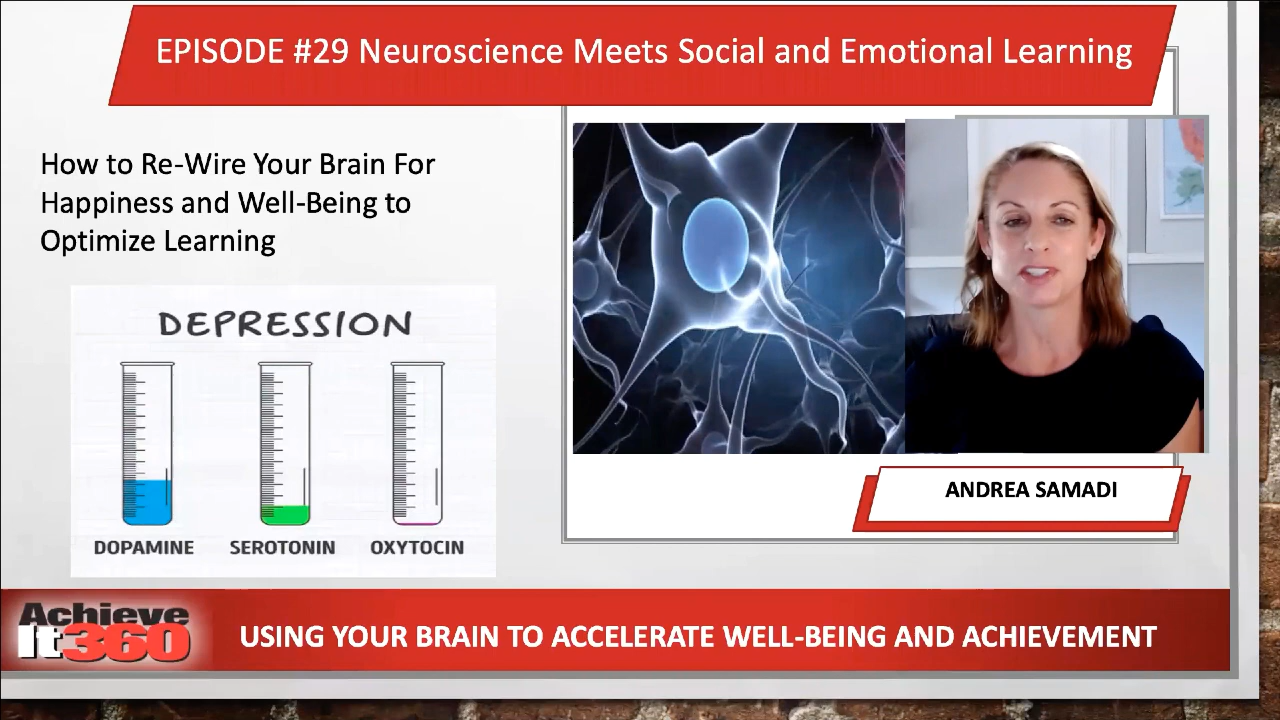 EPISODE #29 Neuroscience Meets Social and Emotional Learning
How to Re-Wire Your Brain For
Happiness and Well-Being to
Optimize Learning
DEPRESSION
DOPAMINE
SEROTONIN
OXYTOCIN
ANDREA SAMADI
Achieve
It360
USING YOUR BRAIN TO ACCELERATE WELL-BEING AND ACHIEVEMENT